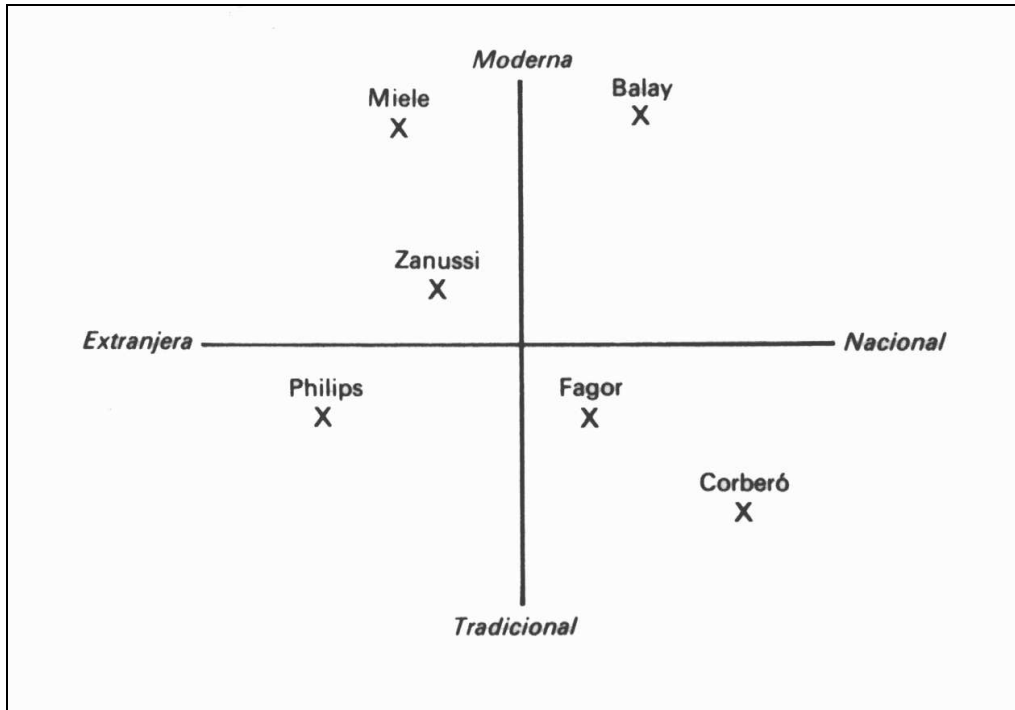 Moderna
Miele
X
Balay
X
Zanussi
X
Extranjera
Nacional
Philips
X
Fagor
X
Corberó
X
Tradicional